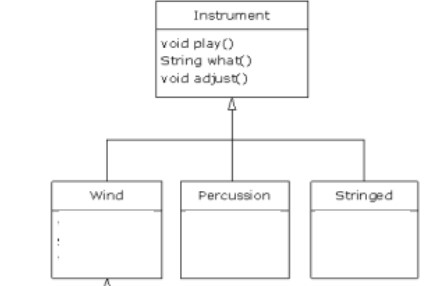 Instrument
void play()
String what()
void adjust()
Wind
Percussion
Stringed